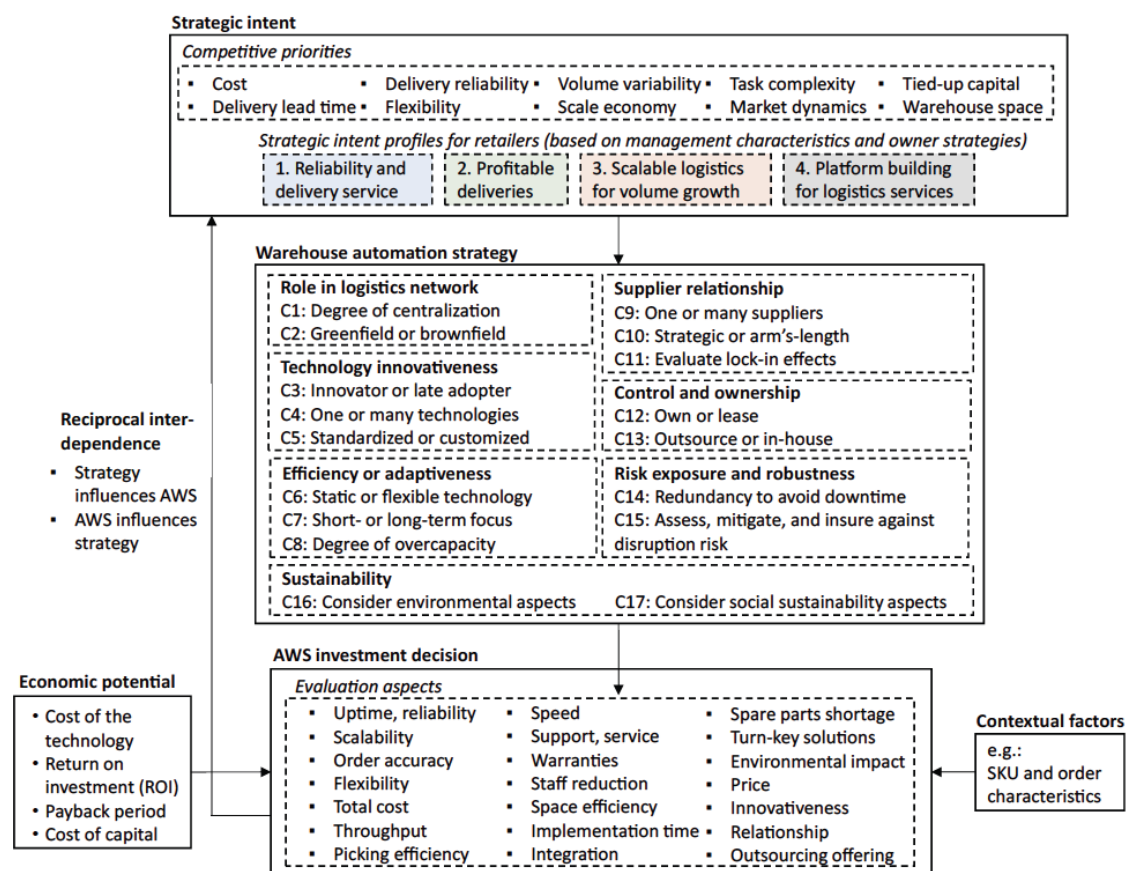 Strategic intent
Competitive priorities
▪ Cost ▪ Delivery reliability ▪ Volume variability ▪ Task complexity ▪ Tied-up capital
▪ Delivery lead time ▪ Flexibility ▪ Scale economy ▪ Market dynamics ▪ Warehouse space
Strategic intent profiles for retailers (based on management characteristics and owner strategies)
1. Reliability and
delivery service
2. Profitable
deliveries
3. Scalable logistics
for volume growth
4. Platform building
for logistics services
Warehouse automation strategy
Role in logistics network
C1: Degree of centralization
C2: Greenfield or brownfield
Technology innovativeness
C3: Innovator or late adopter
C4: One or many technologies
C5: Standardized or customized
Efficiency or adaptiveness
C6: Static or flexible technology
C7: Short- or long-term focus
C8: Degree of overcapacity
Supplier relationship
C9: One or many suppliers
C10: Strategic or arm's-length
C11: Evaluate lock-in effects
Control and ownership
C12: Own or lease
C13: Outsource or in-house
Risk exposure and robustness
C14: Redundancy to avoid downtime
C15: Assess, mitigate, and insure against
disruption risk
Sustainability
C16: Consider environmental aspects C17: Consider social sustainability aspects
Reciprocal inter-
dependence
▪ Strategy
influences AWS
▪ AWS influences
strategy
AWS investment decision
Evaluation aspects
▪ Uptime, reliability
▪ Scalability
▪ Order accuracy
▪ Flexibility
▪ Total cost
▪ Throughput
▪ Picking efficiency
▪ Speed
▪ Support, service
▪ Warranties
▪ Staff reduction
▪ Space efficiency
▪ Implementation time
▪ Integration
▪ Spare parts shortage
▪ Turn-key solutions
▪ Environmental impact
▪ Price
▪ Innovativeness
▪ Relationship
▪ Outsourcing offering
Economic potential
• Cost of the
technology
• Return on
investment (ROI)
• Payback period
• Cost of capital
Contextual factors
e.g.:
SKU and order
characteristics